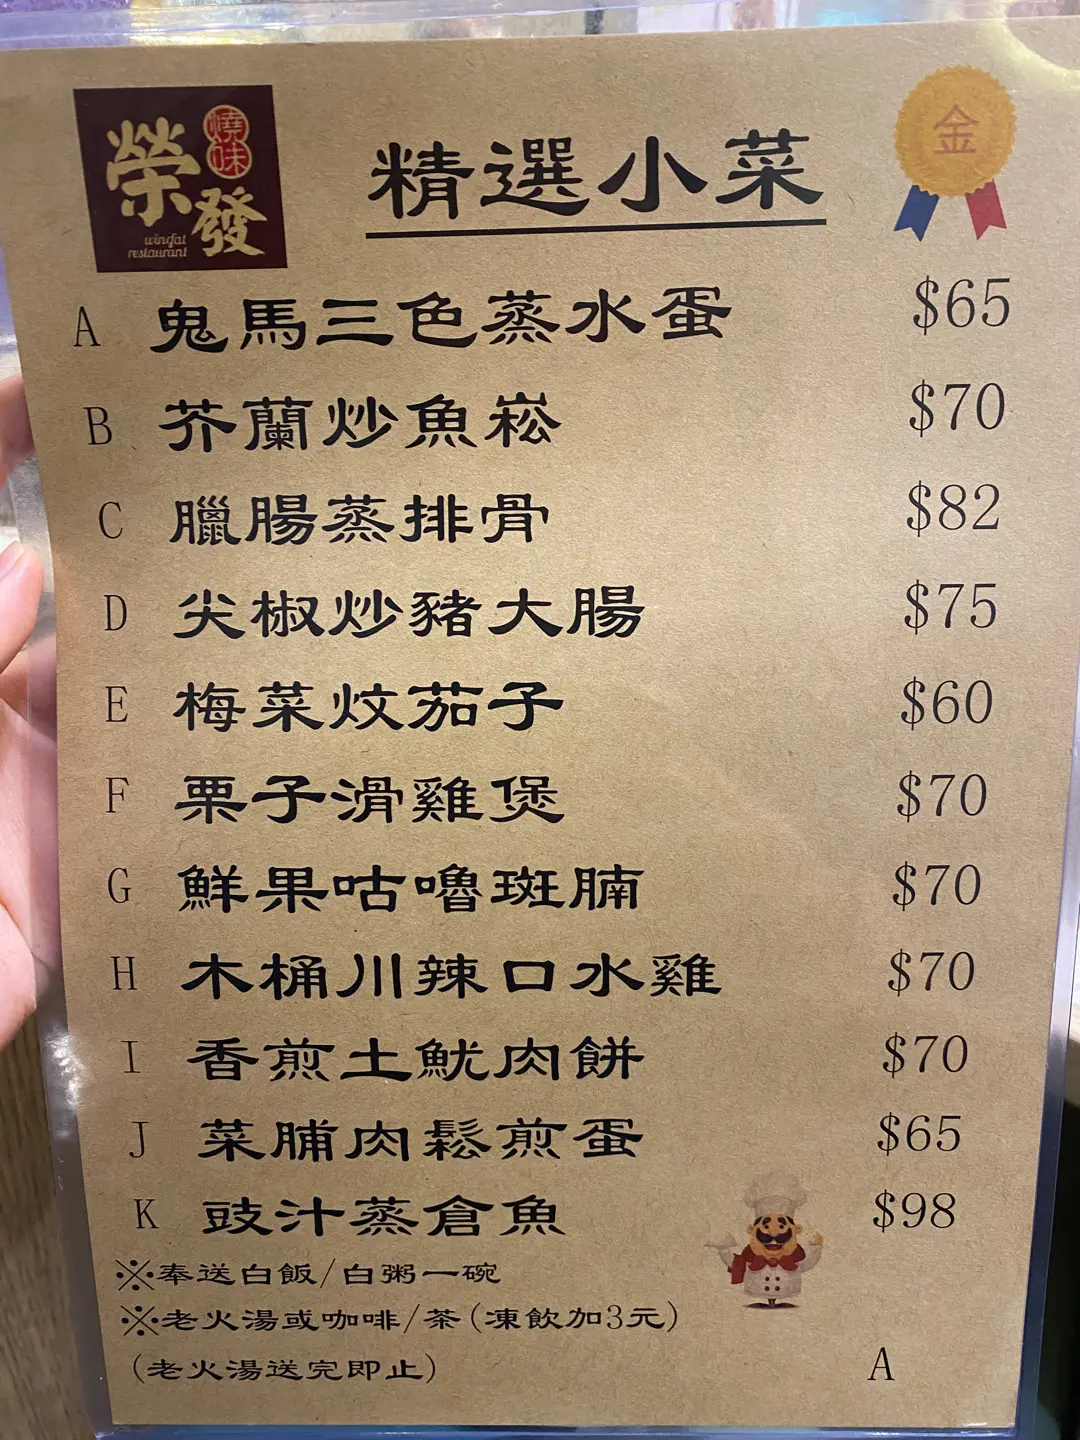 榮發
燒味
winfat
restaurant
精選小菜
金
A 鬼馬三色蒸水蛋 $65
B 芥蘭炒魚崧 $70
C 臘腸蒸排骨 $82
D 尖椒炒豬大腸 $75
E 梅菜炆茄子 $60
F 栗子滑雞煲 $70
G 鮮果咕嚕斑腩 $70
H 木桶川辣口水雞 $70
I 香煎土魷肉餅 $70
J 菜脯肉鬆煎蛋 $65
K 豉汁蒸倉魚 $98
※奉送白飯/白粥一碗
※老火湯或咖啡/茶(凍飲加3元)
(老火湯送完即止)
A